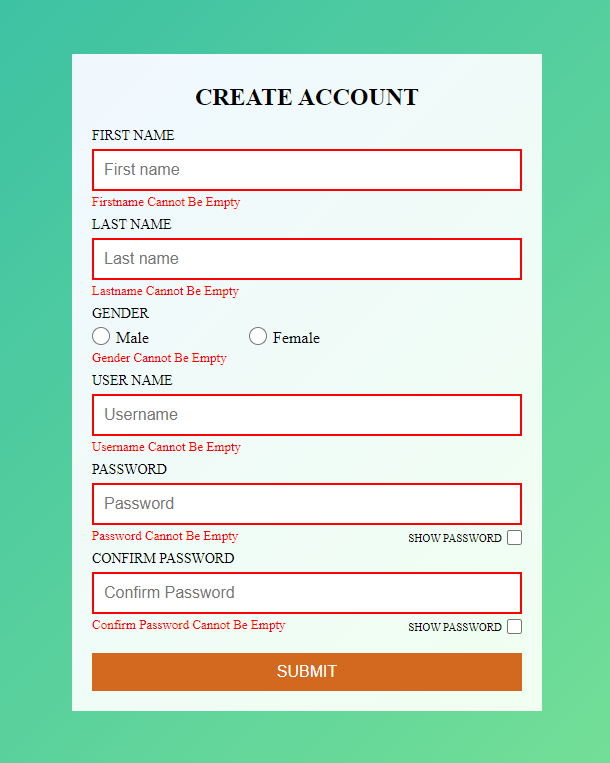 CREATE ACCOUNT
FIRST NAME
First name
Firstname Cannot Be Empty
LAST NAME
Last name
Lastname Cannot Be Empty
GENDER
Male Female
Gender Cannot Be Empty
USER NAME
Username
Username Cannot Be Empty
PASSWORD
Password
Password Cannot Be Empty SHOW PASSWORD
CONFIRM PASSWORD
Confirm Password
Confirm Password Cannot Be Empty SHOW PASSWORD
SUBMIT